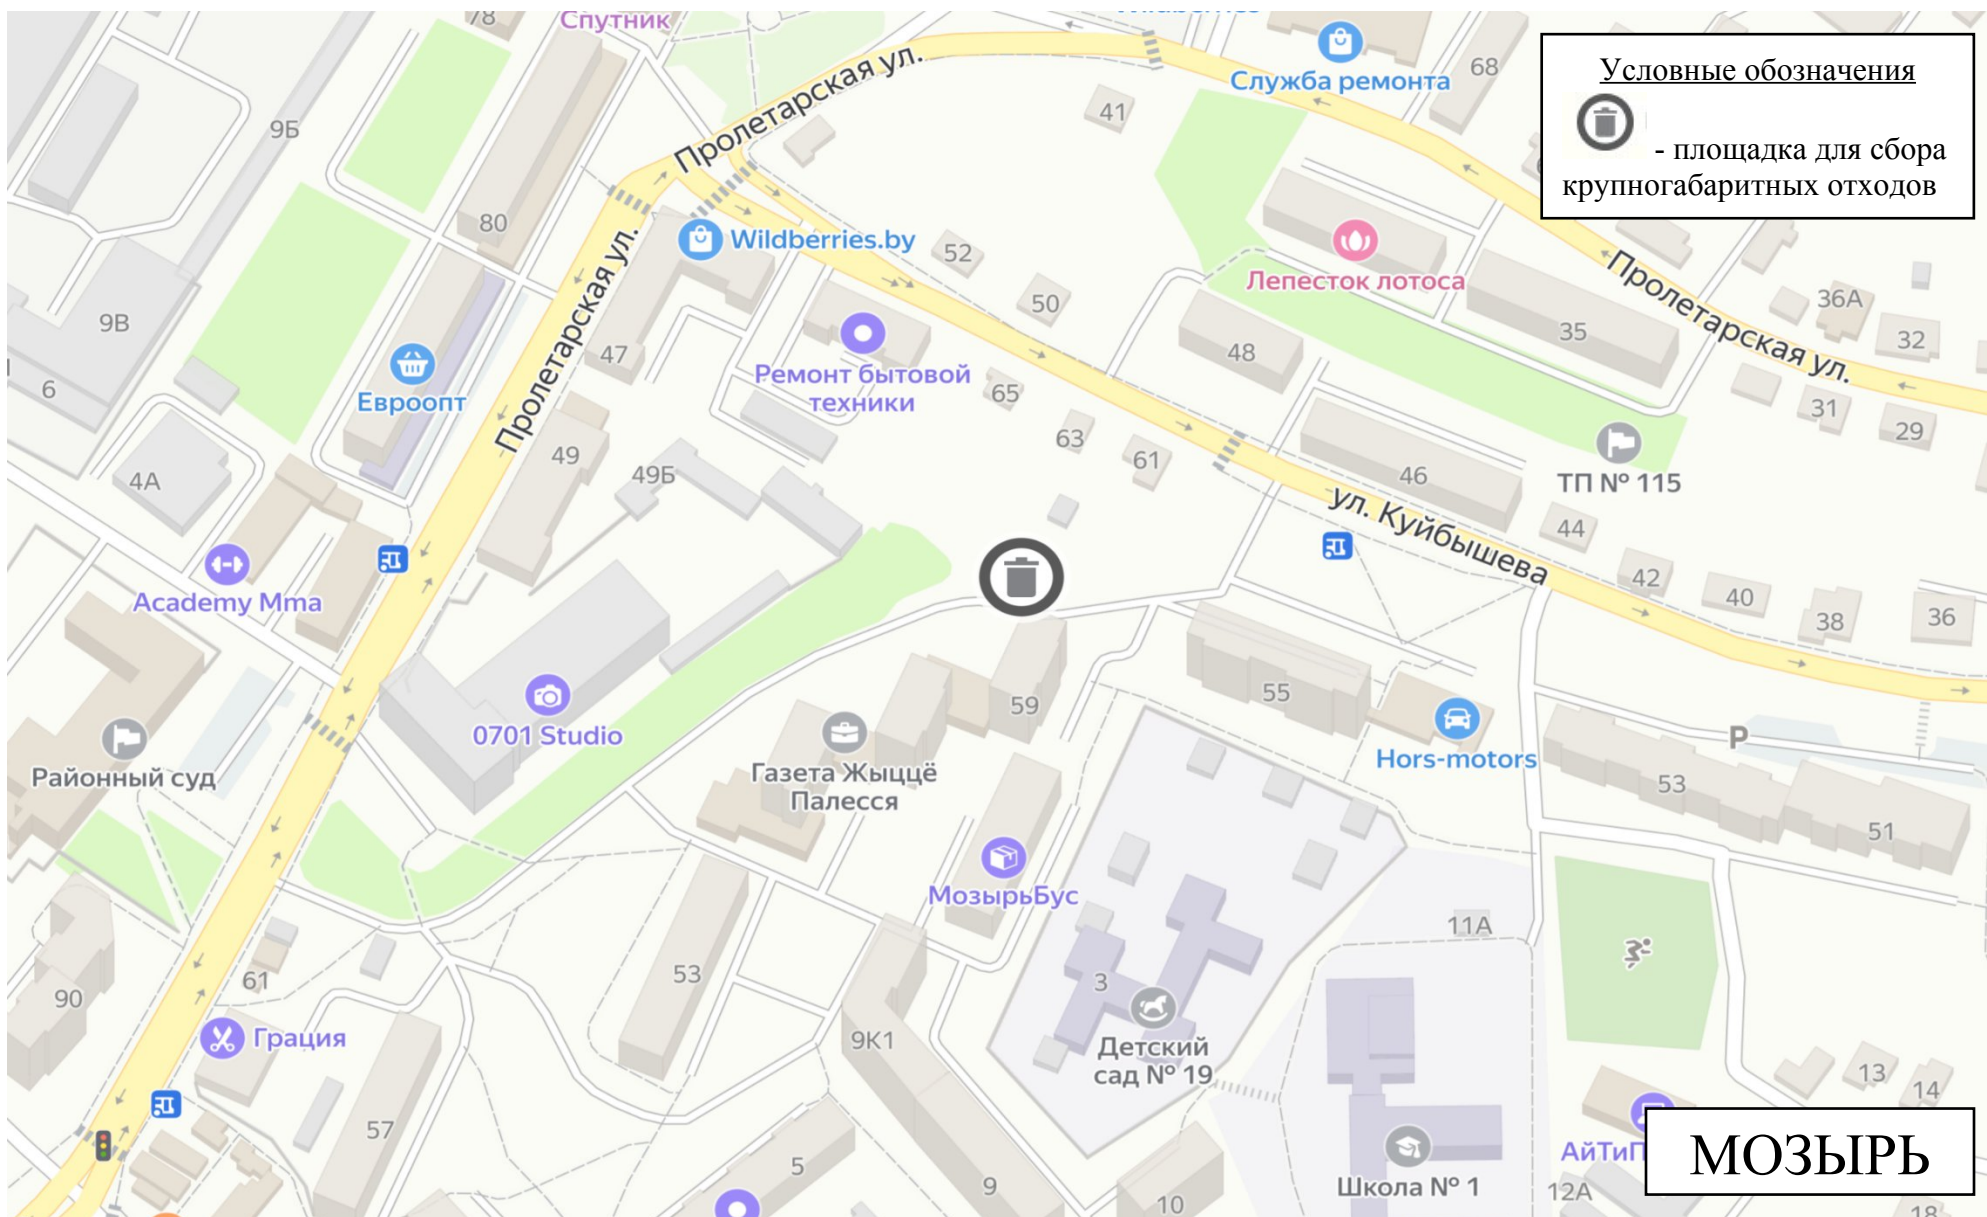 78
Спутник
Служба ремонта
68
Условные обозначения
- площадка для сбора
крупногабаритных отходов
Пролетарская ул.
41
9Б
80
Wildberries.by
52
Лепесток лотоса
Пролетарская ул.
50
36А
9В
Пролетарская ул.
47
48
35
32
6
Евроопт
Ремонт бытовой
техники
65
31
29
63
61
49
49Б
46
4А
ТП № 115
ул. Куйбышева
44
42
40
38
36
Academy Mma
0701 Studio
59
55
Hors-motors
P
Районный суд
Газета Жыццё
Палесся
53
51
МозырьБус
11А
61
90
53
3
Грация
9К1
Детский
сад № 19
13
14
57
5
9
10
Школа № 1
12А
18
МОЗЫРЬ